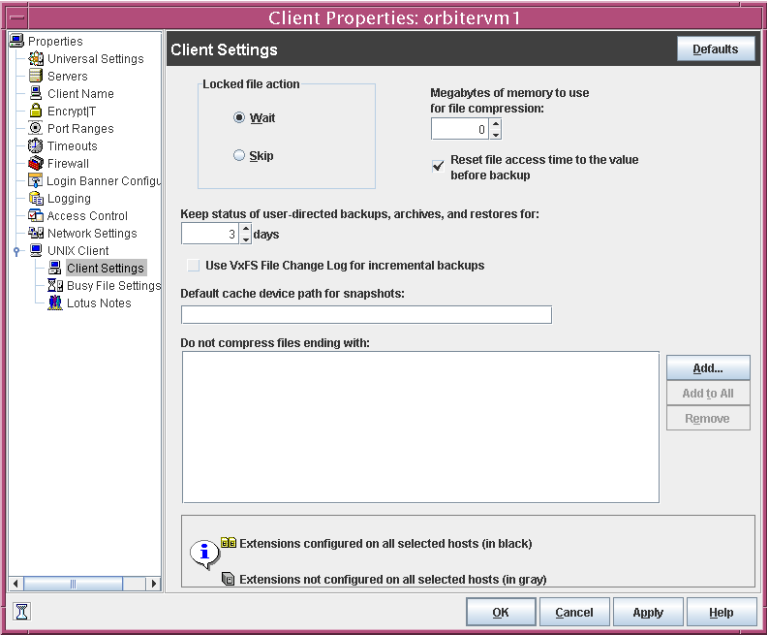 Client Properties: orbitervm1
Properties
Universal Settings
Servers
Client Name
Encrypt|T
Port Ranges
Timeouts
Firewall
Login Banner Configu
Logging
Access Control
Network Settings
UNIX Client
Client Settings
Busy File Settings
Lotus Notes
Client Settings
Defaults
Locked file action
Wait
Skip
Megabytes of memory to use
for file compression:
0
Reset file access time to the value
before backup
Keep status of user-directed backups, archives, and restores for:
3 days
Use VxFS File Change Log for incremental backups
Default cache device path for snapshots:
Do not compress files ending with:
Add...
Add to All
Remove
Extensions configured on all selected hosts (in black)
Extensions not configured on all selected hosts (in gray)
OK
Cancel
Apply
Help